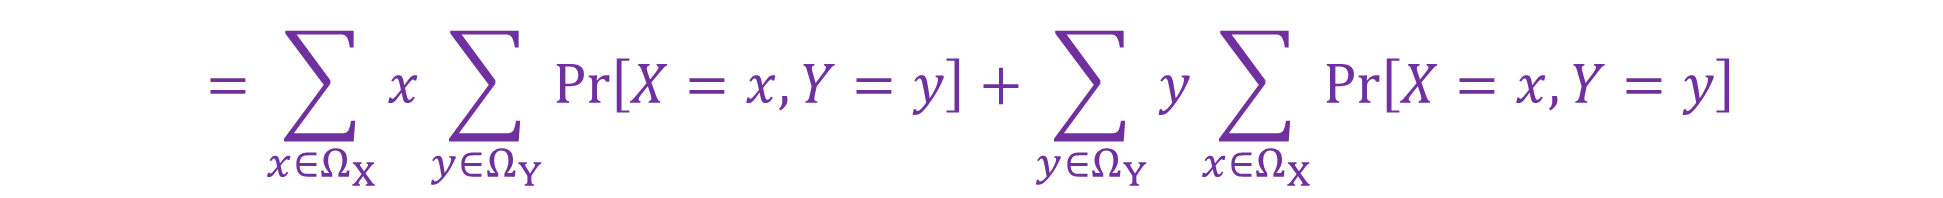 = ∑_{x∈Ω_X} x ∑_{y∈Ω_Y} Pr[X = x, Y = y] + ∑_{y∈Ω_Y} y ∑_{x∈Ω_X} Pr[X = x, Y = y]